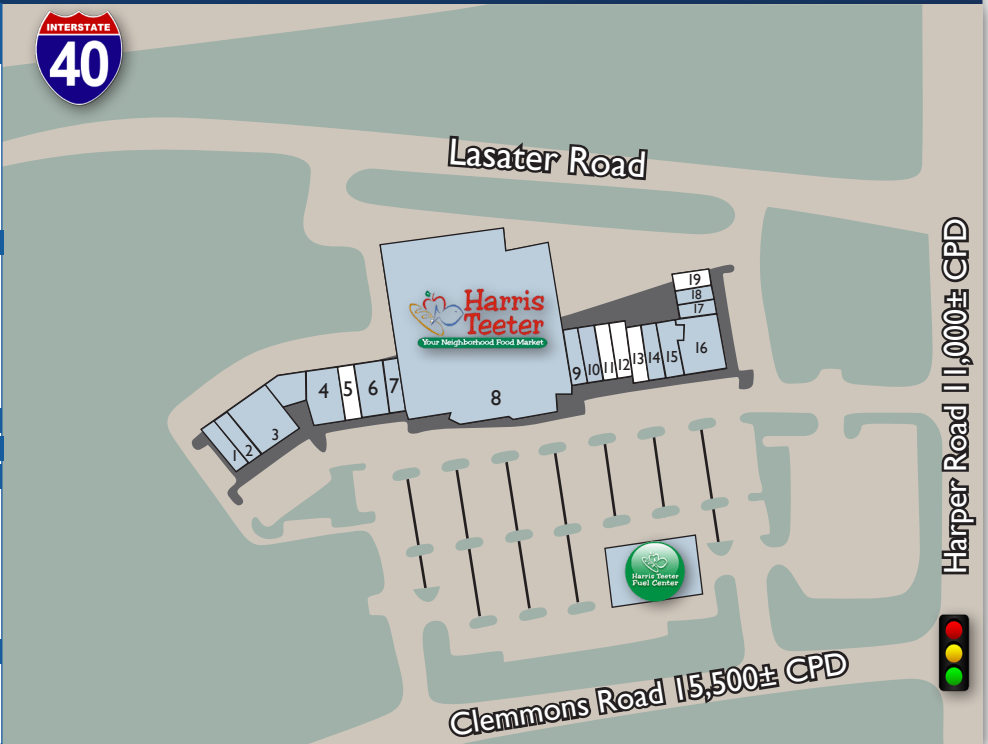 INTERSTATE
40
Lasater Road
Harris
Teeter
Your Neighborhood Food Market
1
2
3
4
5
6
7
8
9
10
11
12
13
14
15
16
17
18
19
Harris Teeter
Fuel Center
Harper Road 11,000± CPD
Clemmons Road 15,500± CPD